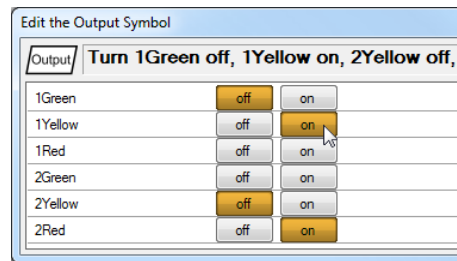 Edit the Output Symbol
Output Turn 1Green off, 1Yellow on, 2Yellow off,
1Green off on
1Yellow off on
1Red off on
2Green off on
2Yellow off on
2Red off on